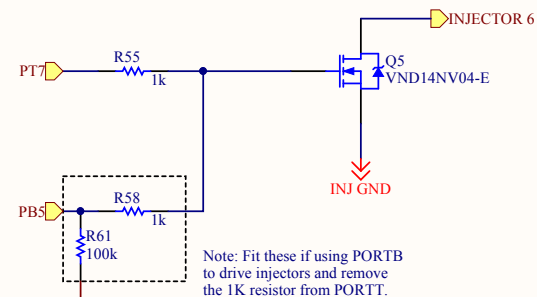 INJECTOR 6
R55
PT7
1k
Q5
VND14NV04-E
INJ GND
R58
PB5
1k
R61
100k
Note: Fit these if using PORTB
to drive injectors and remove
the 1K resistor from PORTT.